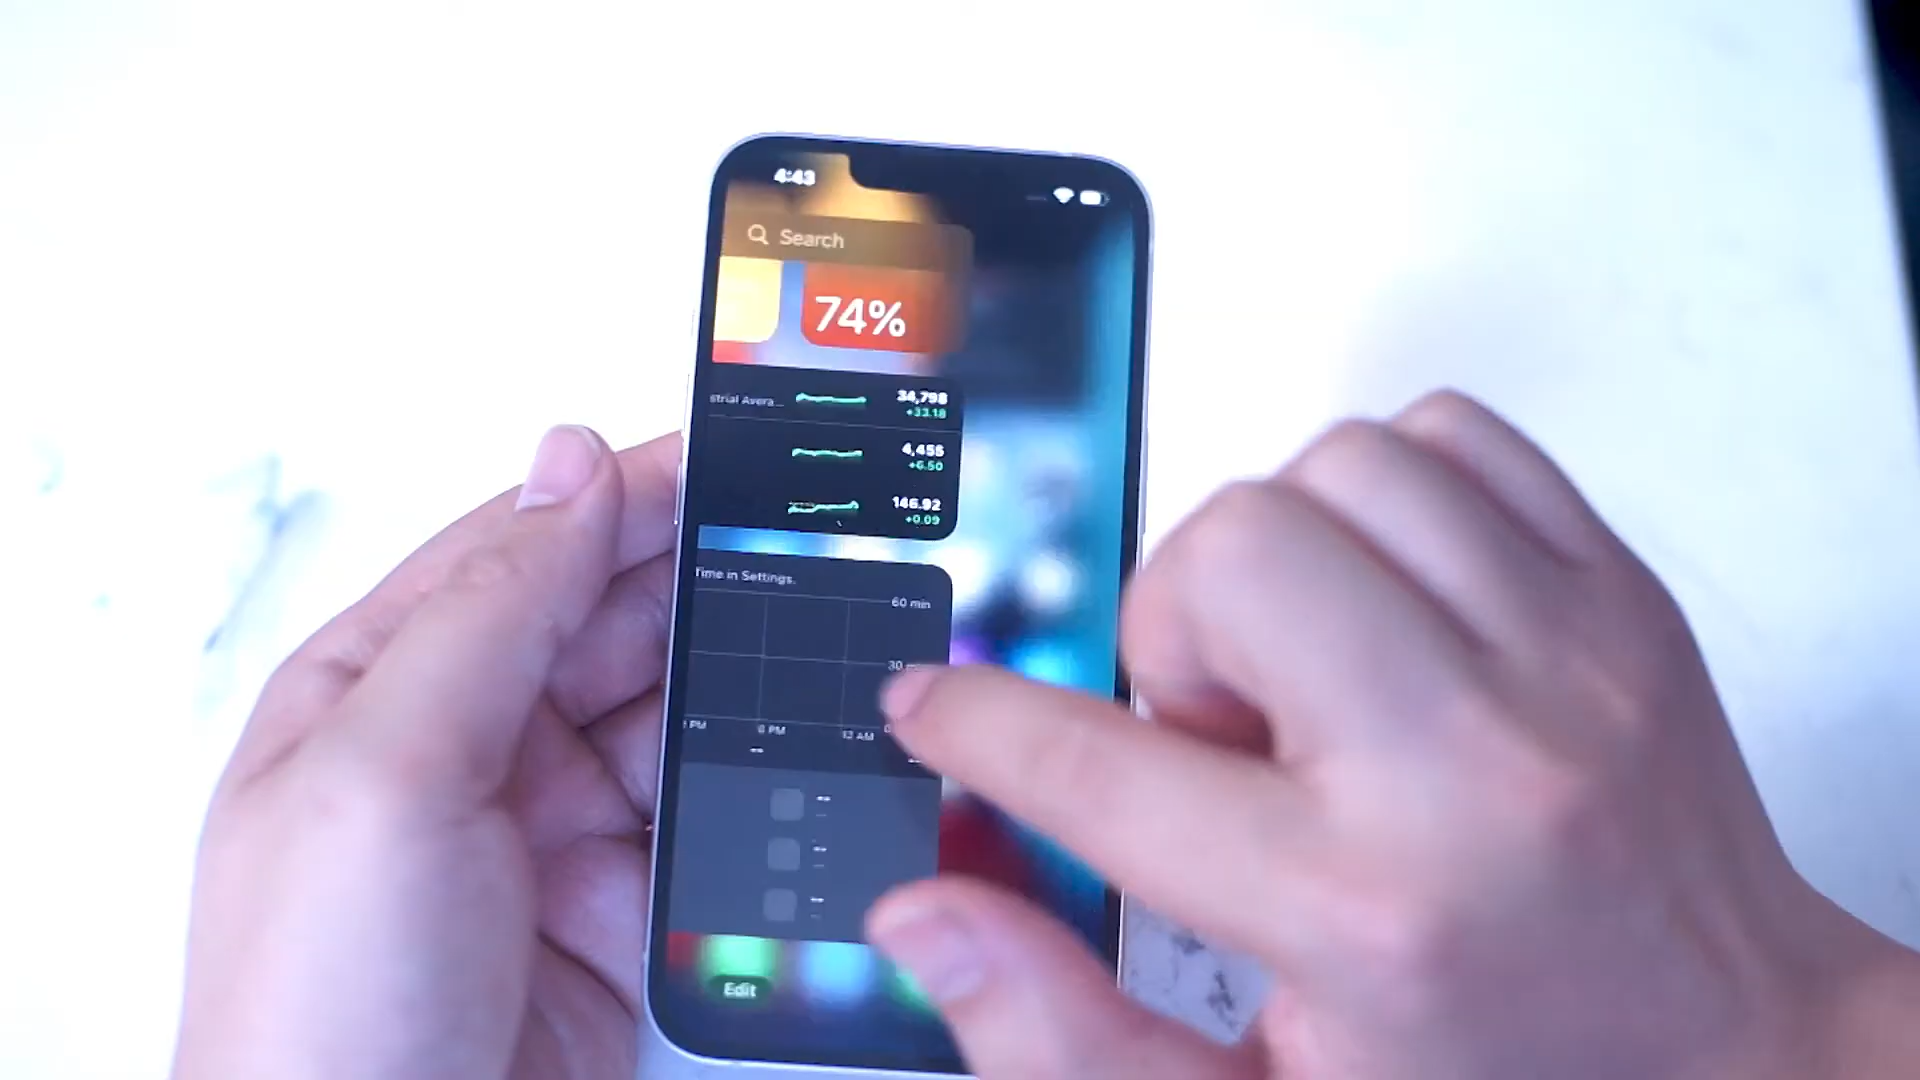 4:43
Search
74%
strial Avera...
34,798
+33.18
4,455
+6.50
146.92
+0.09
Time in Settings.
60 min
30 min
PM
6 PM
12 AM
Edit